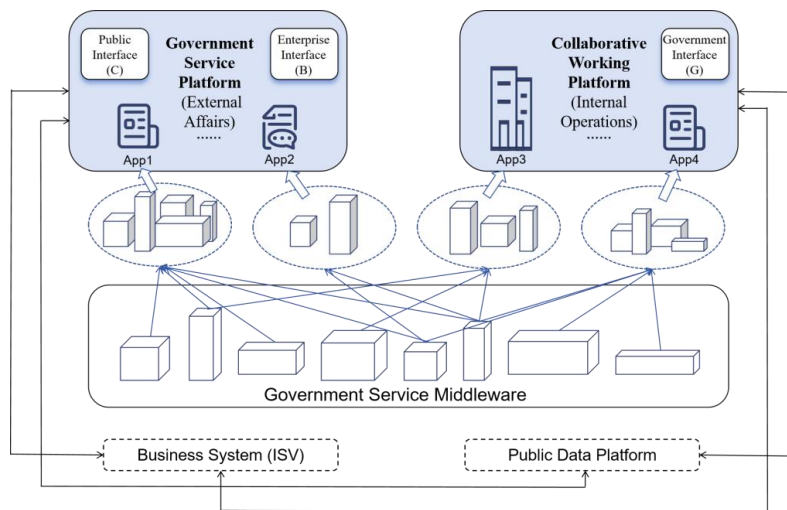 Public
Interface
(C)
Government
Service
Platform
(External
Affairs)
······
Enterprise
Interface
(B)
App1
App2
Collaborative
Working
Platform
(Internal
Operations)
······
Government
Interface
(G)
App3
App4
Government Service Middleware
Business System (ISV)
Public Data Platform